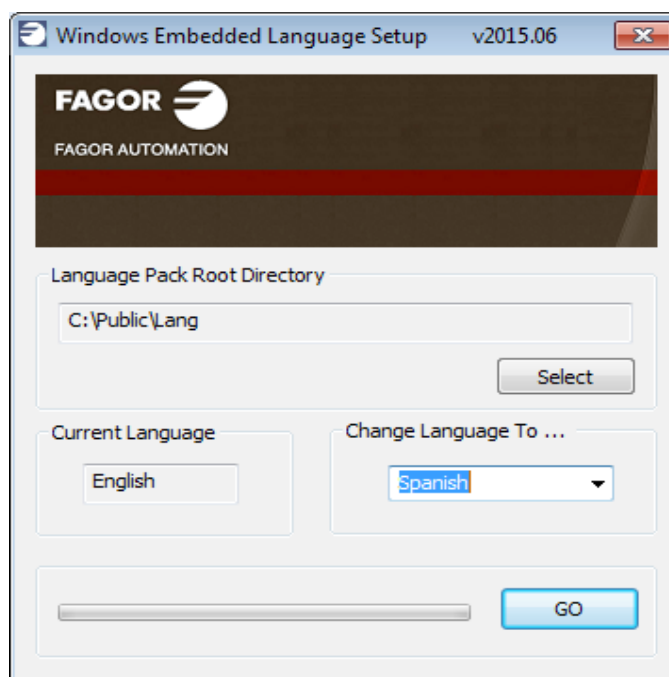 Windows Embedded Language Setup v2015.06
FAGOR
FAGOR AUTOMATION
Language Pack Root Directory
C:\Public\Lang
Select
Current Language
Change Language To ...
English
Spanish
GO